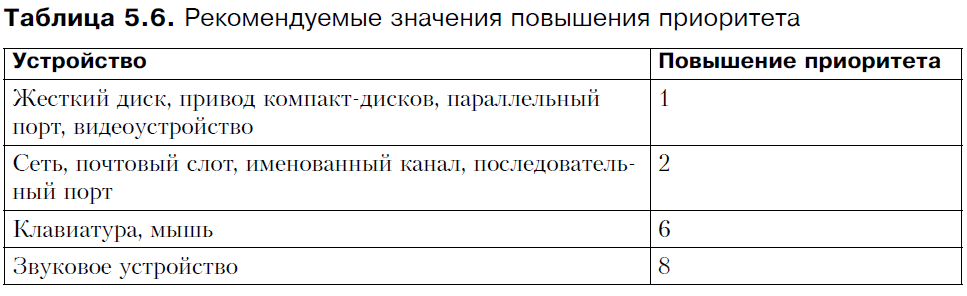 Таблица 5.6. Рекомендуемые значения повышения приоритета
Устройство Повышение приоритета
Жесткий диск, привод компакт-дисков, параллельный 1
порт, видеоустройство
Сеть, почтовый слот, именованный канал, последователь- 2
ный порт
Клавиатура, мышь 6
Звуковое устройство 8